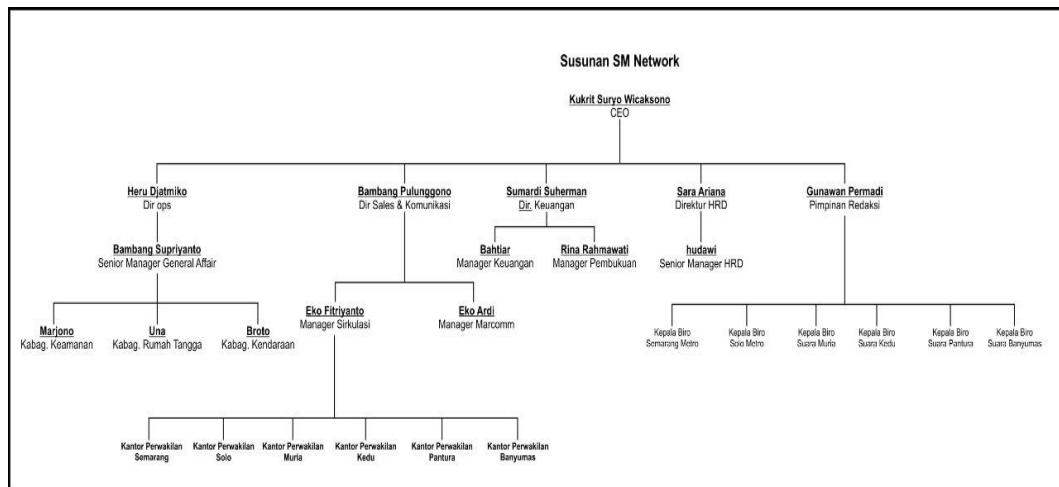 Susunan SM Network
Kukrit Suryo Wicaksono
CEO
Heru Djatmiko
Dir ops
Bambang Pulunggono
Dir Sales & Komunikasi
Sumardi Suherman
Dir. Keuangan
Sara Ariana
Direktur HRD
Gunawan Permadi
Pimpinan Redaksi
Bambang Supriyanto
Senior Manager General Affair
Bahtiar
Manager Keuangan
Rina Rahmawati
Manager Pembukuan
hudawi
Senior Manager HRD
Marjono
Kabag. Keamanan
Una
Kabag. Rumah Tangga
Broto
Kabag. Kendaraan
Eko Fitriyanto
Manager Sirkulasi
Eko Ardi
Manager Marcomm
Kepala Biro
Semarang Metro
Kepala Biro
Solo Metro
Kepala Biro
Suara Muria
Kepala Biro
Suara Kedu
Kepala Biro
Suara Pantura
Kepala Biro
Suara Banyumas
Kantor Perwakilan
Semarang
Kantor Perwakilan
Solo
Kantor Perwakilan
Muria
Kantor Perwakilan
Kedu
Kantor Perwakilan
Pantura
Kantor Perwakilan
Banyumas